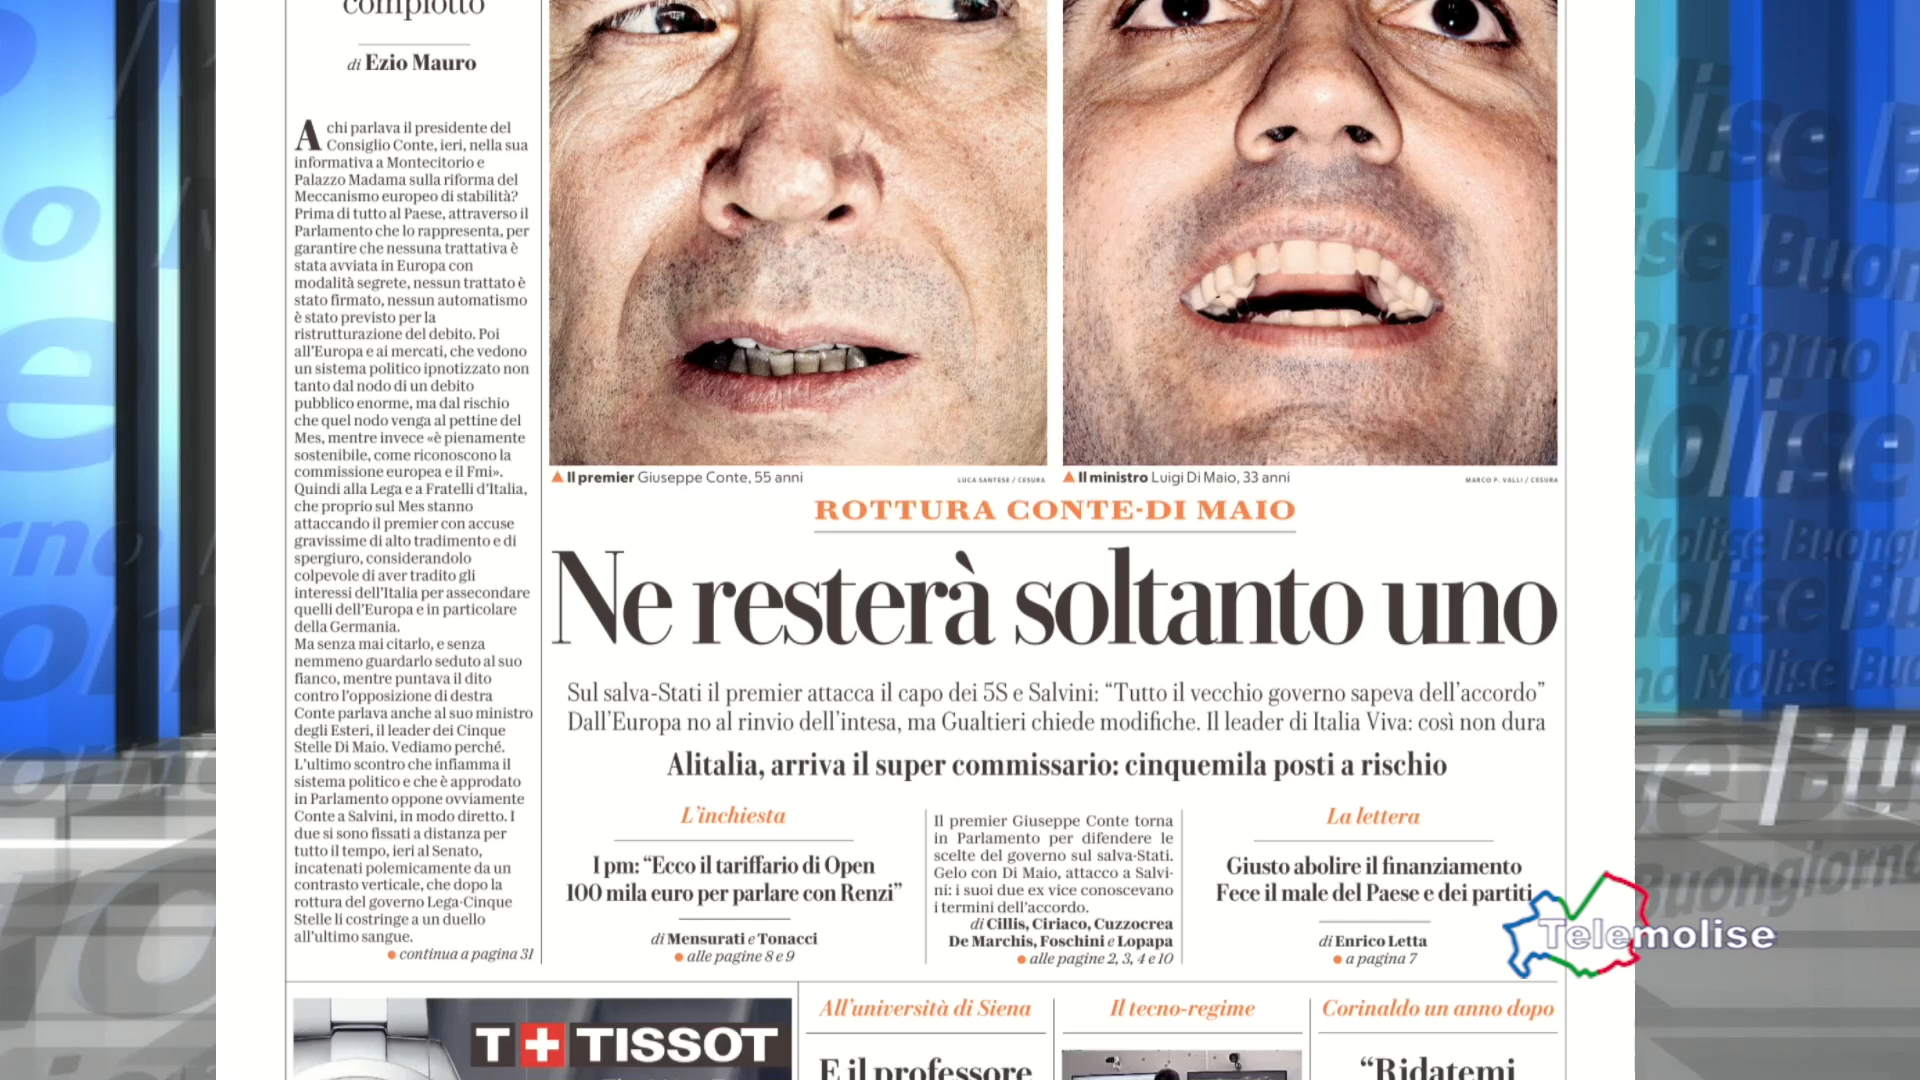 complotto
di Ezio Mauro
A chi parlava il presidente del
Consiglio Conte, ieri, nella sua
informativa a Montecitorio e
Palazzo Madama sulla riforma del
Meccanismo europeo di stabilità?
Prima di tutto al Paese, attraverso il
Parlamento che lo rappresenta, per
garantire che nessuna trattativa è
stata avviata in Europa con
modalità segrete, nessun trattato è
stato firmato, nessun automatismo
è stato previsto per la
ristrutturazione del debito. Poi
all'Europa e ai mercati, che vedono
un sistema politico ipnotizzato non
tanto dal nodo di un debito
pubblico enorme, ma dal rischio
che quel nodo venga al pettine del
Mes, mentre invece «è pienamente
sostenibile, come riconoscono la
commissione europea e il Fmi».
Quindi alla Lega e a Fratelli d'Italia,
che proprio sul Mes stanno
attaccando il premier con accuse
gravissime di alto tradimento e di
spergiuro, considerandolo
colpevole di aver tradito gli
interessi dell'Italia per assecondare
quelli dell'Europa e in particolare
della Germania.
Ma senza mai citarlo, e senza
nemmeno guardarlo seduto al suo
fianco, mentre puntava il dito
contro l'opposizione di destra
Conte parlava anche al suo ministro
degli Esteri, il leader dei Cinque
Stelle Di Maio. Vediamo perché.
L'ultimo scontro che infiamma il
sistema politico e che è approdato
in Parlamento oppone ovviamente
Conte a Salvini, in modo diretto. I
due si sono fissati a distanza per
tutto il tempo, ieri al Senato,
incatenati polemicamente da un
contrasto verticale, che dopo la
rottura del governo Lega-Cinque
Stelle li costringe a un duello
all'ultimo sangue.
continua a pagina 31
Il premier Giuseppe Conte, 55 anni
LUCA SANTESE / CESURA
Il ministro Luigi Di Maio, 33 anni
MARCO P. VALLI / CESURA
ROTTURA CONTE-DI MAIO
Ne resterà soltanto uno
Sul salva-Stati il premier attacca il capo dei 5S e Salvini: “Tutto il vecchio governo sapeva dell'accordo”
Dall'Europa no al rinvio dell'intesa, ma Gualtieri chiede modifiche. Il leader di Italia Viva: così non dura
Alitalia, arriva il super commissario: cinquemila posti a rischio
L'inchiesta
I pm: “Ecco il tariffario di Open
100 mila euro per parlare con Renzi”
di Mensurati e Tonacci
alle pagine 8 e 9
Il premier Giuseppe Conte torna
in Parlamento per difendere le
scelte del governo sul salva-Stati.
Gelo con Di Maio, attacco a Salvi-
ni: i suoi due ex vice conoscevano
i termini dell'accordo.
di Cillis, Ciriaco, Cuzzocrea
De Marchis, Foschini e Lopapa
alle pagine 2, 3, 4 e 10
La lettera
Giusto abolire il finanziamento
Fece il male del Paese e dei partiti
di Enrico Letta
a pagina 7
Telemolise
T+TISSOT
All'università di Siena
E il professore
Il tecno-regime
Corinaldo un anno dopo
“Ridatemi